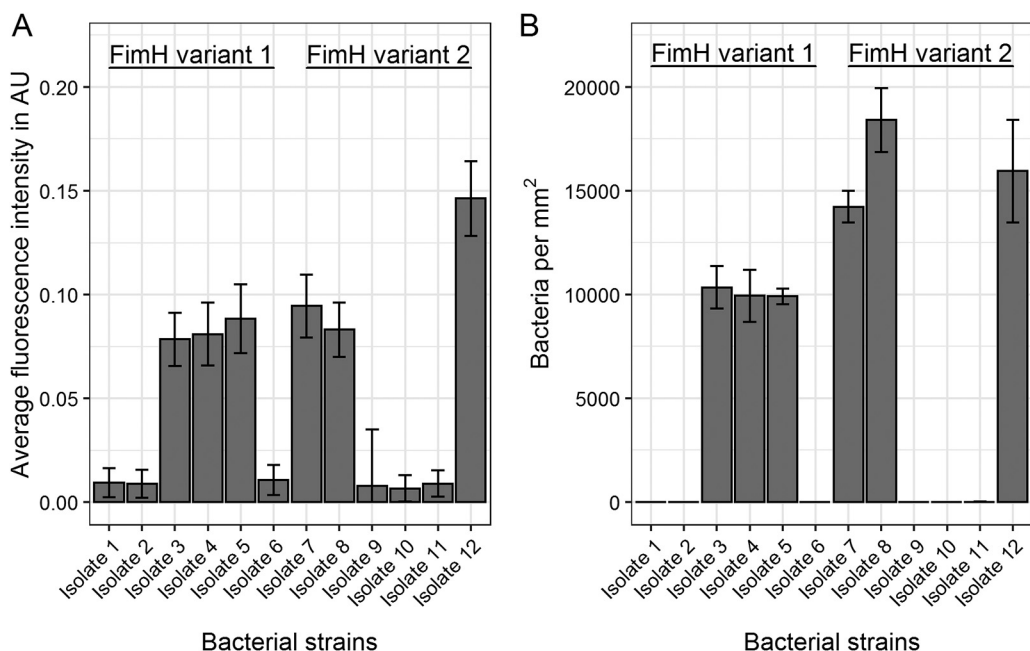 A
FimH variant 1
FimH variant 2
Average fluorescence intensity in AU
0.20
0.15
0.10
0.05
0.00
Isolate 1
Isolate 2
Isolate 3
Isolate 4
Isolate 5
Isolate 6
Isolate 7
Isolate 8
Isolate 9
Isolate 10
Isolate 11
Isolate 12
Bacterial strains
B
FimH variant 1
FimH variant 2
Bacteria per mm²
20000
15000
10000
5000
0
Isolate 1
Isolate 2
Isolate 3
Isolate 4
Isolate 5
Isolate 6
Isolate 7
Isolate 8
Isolate 9
Isolate 10
Isolate 11
Isolate 12
Bacterial strains